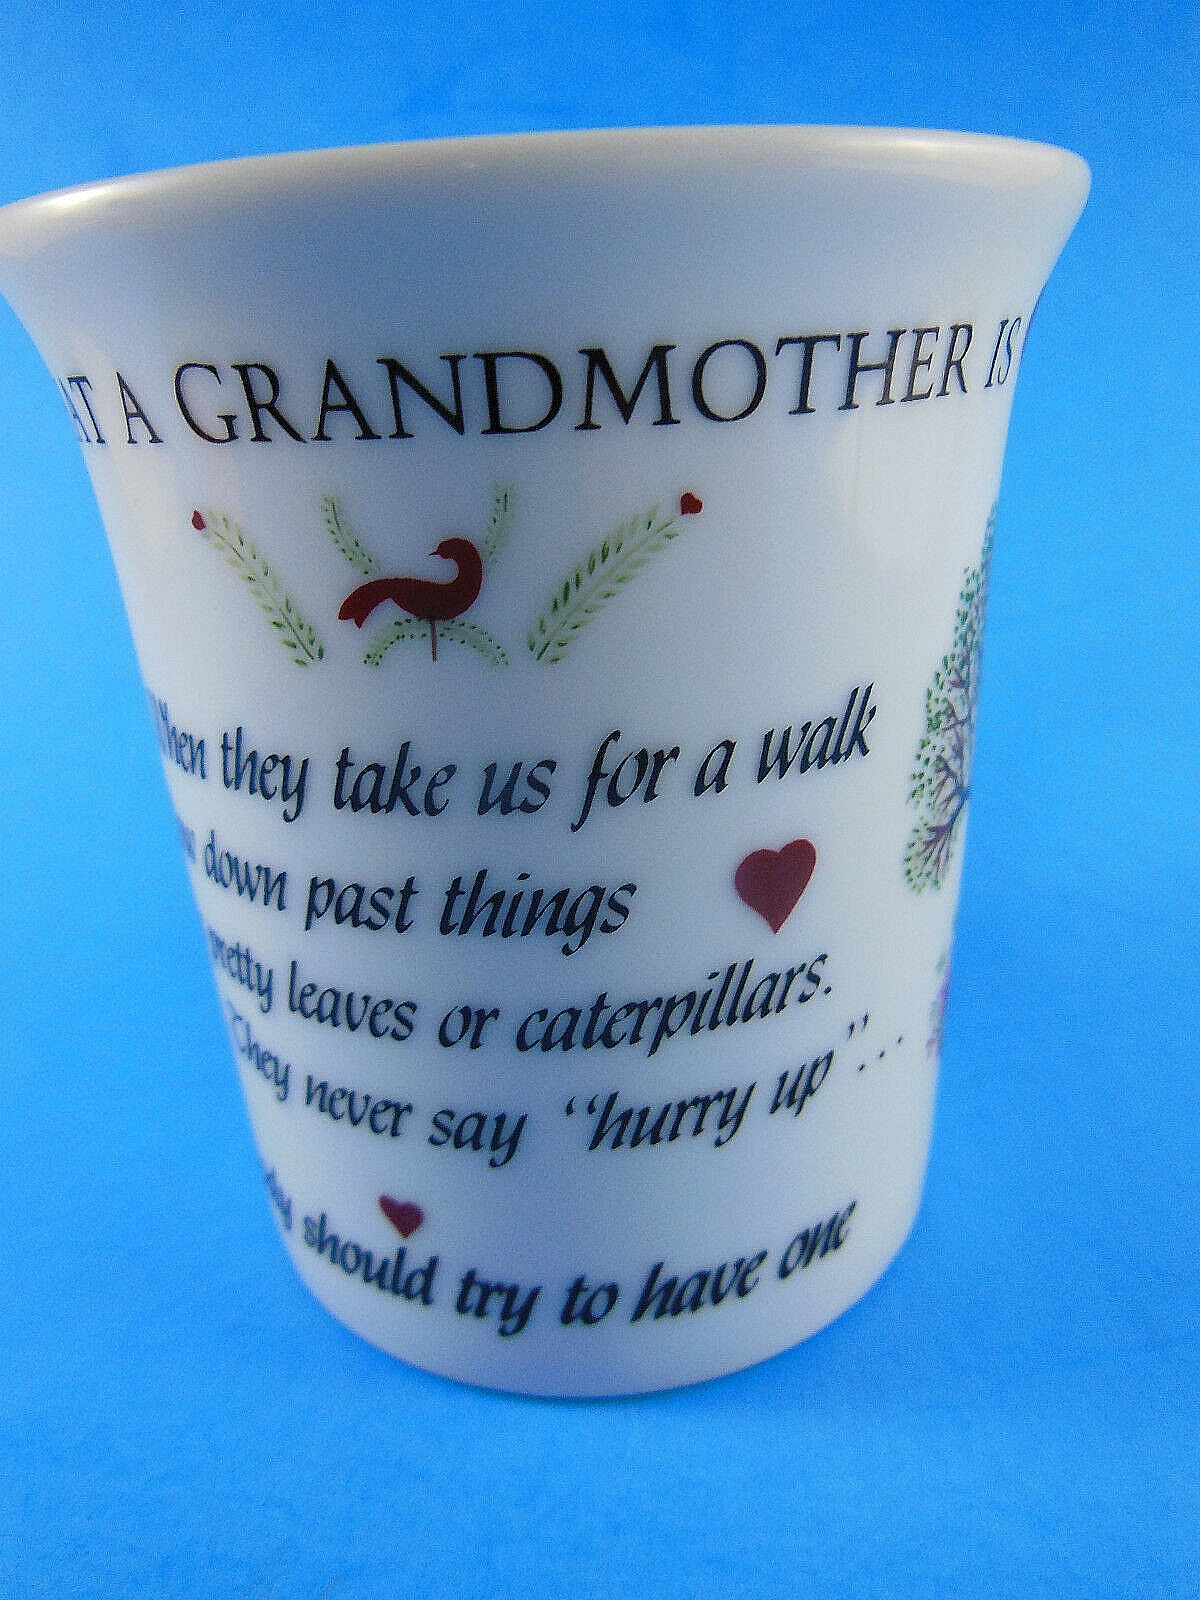 A GRANDMOTHER IS
When they take us for a walk
down past things
pretty leaves or caterpillars.
They never say "hurry up"...
should try to have one